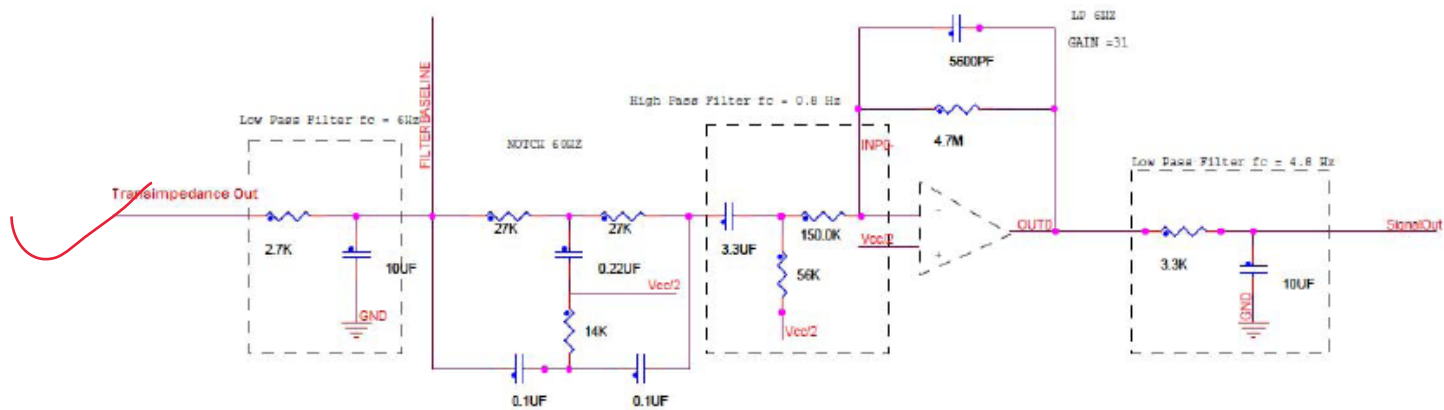 LP 6HZ
GAIN =31
5600PF
High Pass Filter fc = 0.8 Hz
4.7M
INP0-
FILTERBASELINE
Low Pass Filter fc = 6Hz
NOTCH 60HZ
Low Pass Filter fc = 4.8 Hz
Transimpedance Out
2.7K
10UF
GND
27K
27K
0.22UF
Vcc/2
14K
0.1UF
0.1UF
3.3UF
150.0K
56K
Vcc/2
Vcc/2
-
+
OUT0
3.3K
10UF
GND
SignalOut